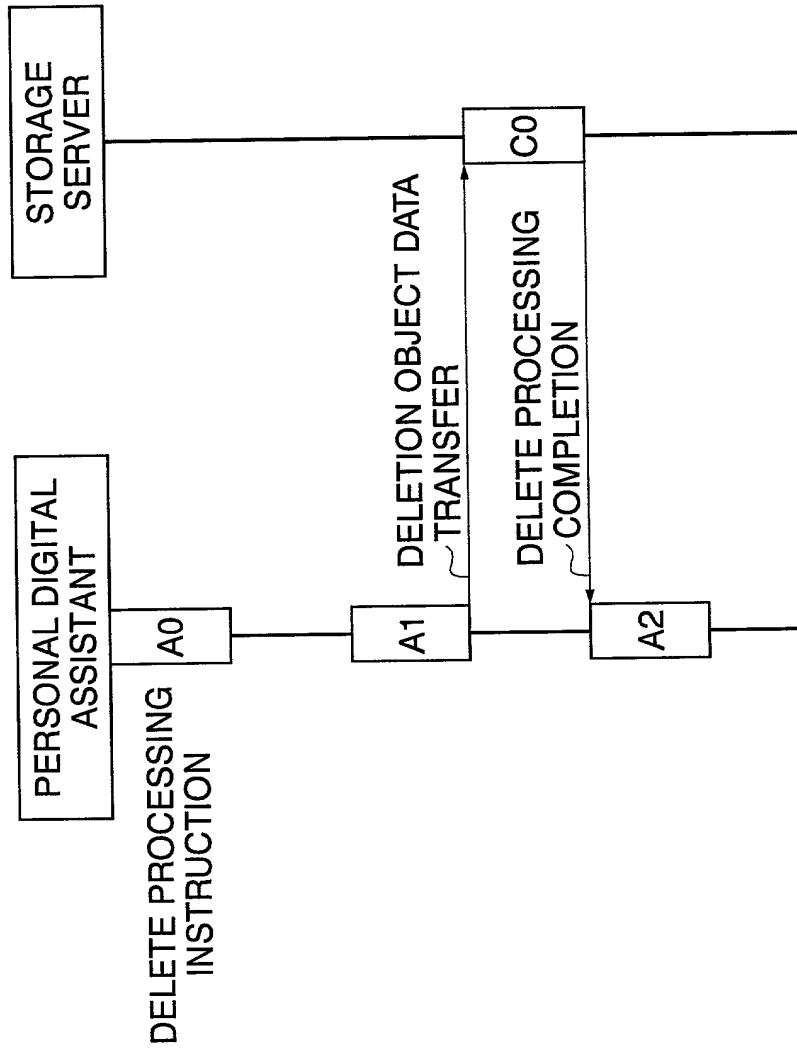 PERSONAL DIGITAL
ASSISTANT
STORAGE
SERVER
DELETE PROCESSING
INSTRUCTION
A0
A1
DELETION OBJECT DATA
TRANSFER
C0
DELETE PROCESSING
COMPLETION
A2